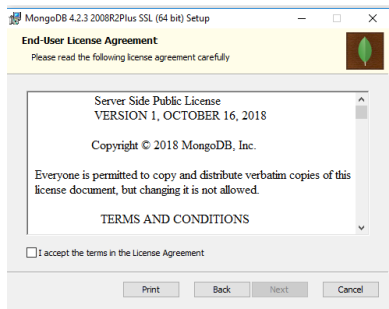 MongoDB 4.2.3 2008R2Plus SSL (64 bit) Setup
End-User License Agreement
Please read the following license agreement carefully
Server Side Public License
VERSION 1, OCTOBER 16, 2018
Copyright © 2018 MongoDB, Inc.
Everyone is permitted to copy and distribute verbatim copies of this
license document, but changing it is not allowed.
TERMS AND CONDITIONS
I accept the terms in the License Agreement
Print Back Next Cancel